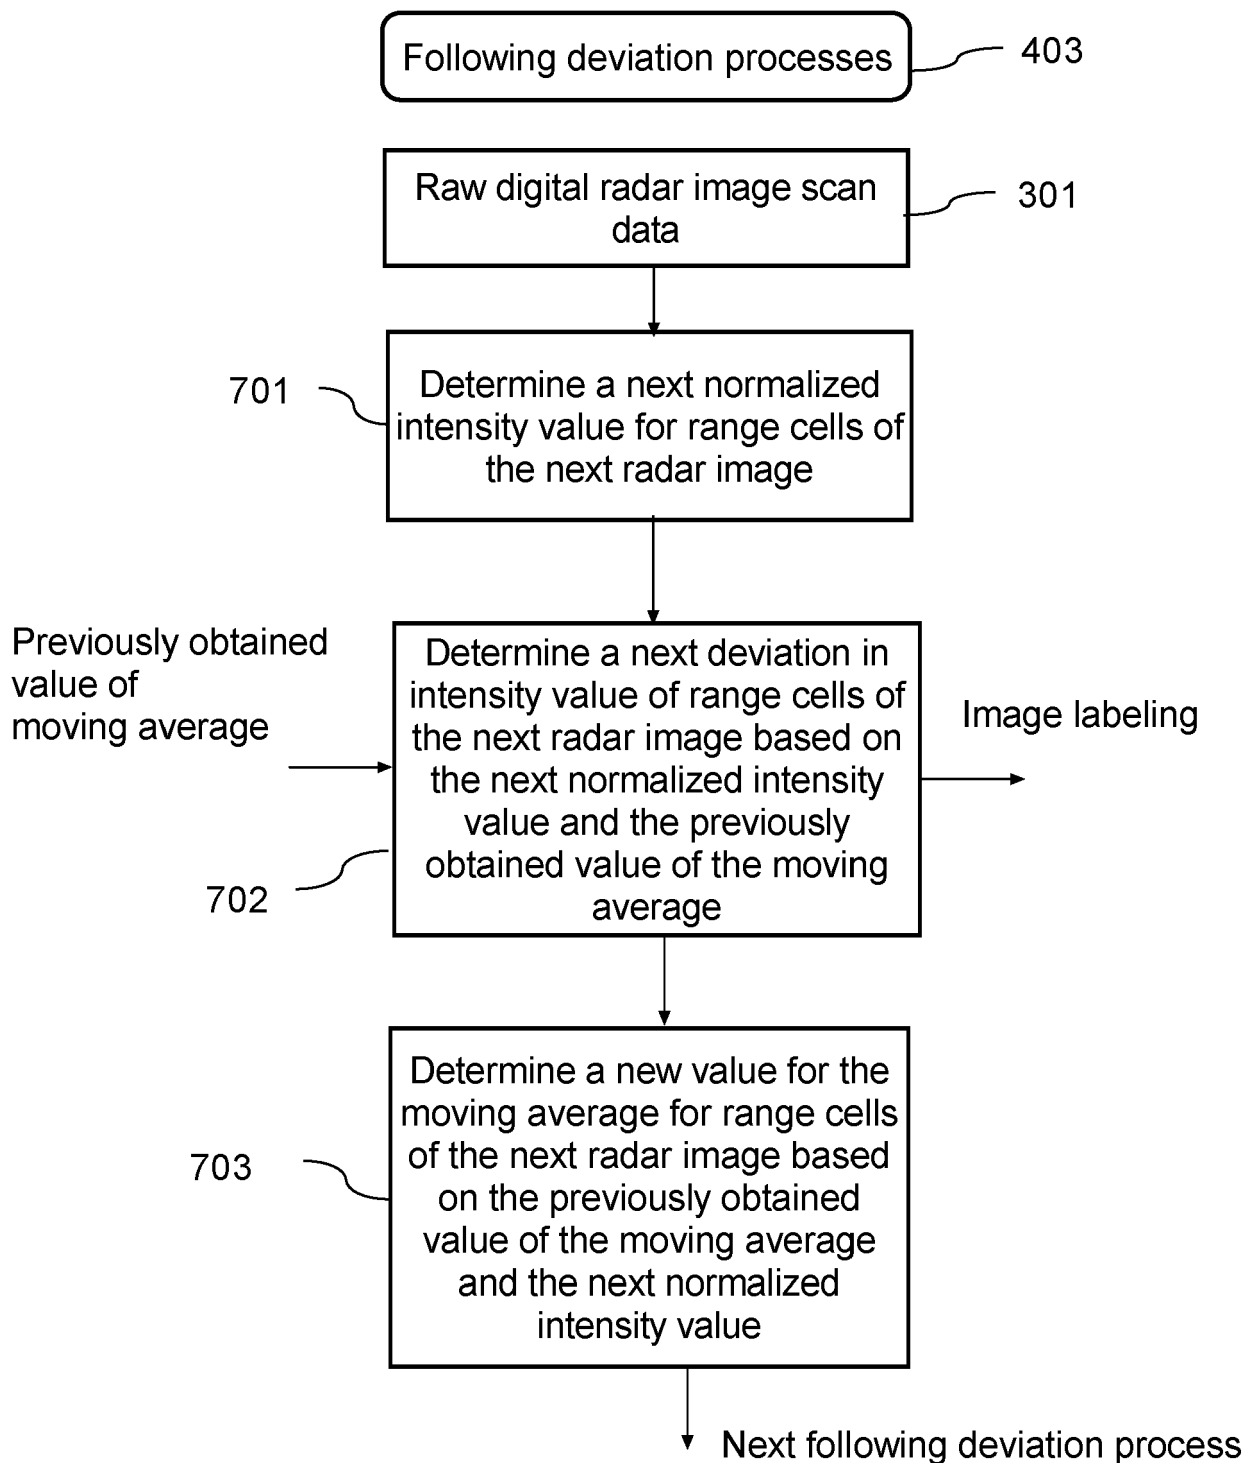 Following deviation processes
403
Raw digital radar image scan
data
301
701
Determine a next normalized
intensity value for range cells of
the next radar image
Previously obtained
value of
moving average
Determine a next deviation in
intensity value of range cells of
the next radar image based on
the next normalized intensity
value and the previously
obtained value of the moving
average
Image labeling
702
703
Determine a new value for the
moving average for range cells
of the next radar image based
on the previously obtained
value of the moving average
and the next normalized
intensity value
Next following deviation process